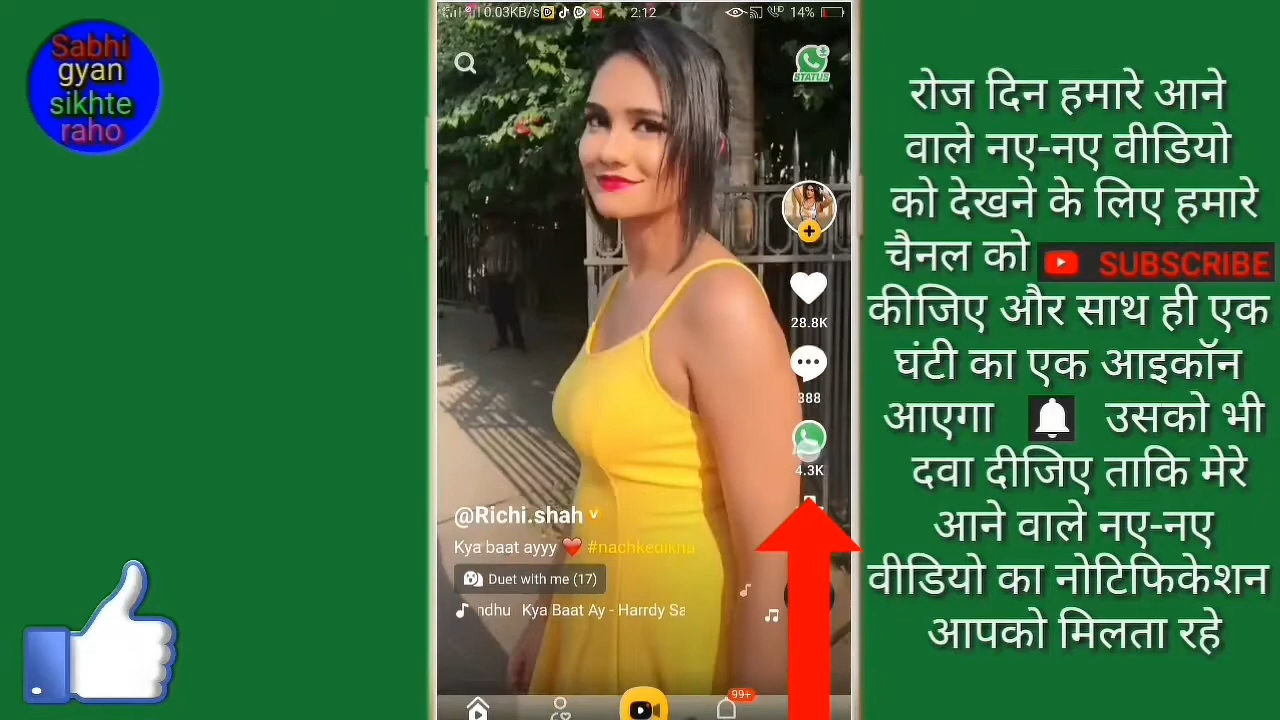 Sabhi
gyan
sikhte
raho
0.03KB/s
2:12
14%
STATUS
28.8K
388
4.3K
@Richi.shah
Kya baat ayyy ❤️ #nachkedikha
Duet with me (17)
ndhu Kya Baat Ay - Harrdy Sa
99+
रोज दिन हमारे आने
वाले नए-नए वीडियो
को देखने के लिए हमारे
चैनल को SUBSCRIBE
कीजिए और साथ ही एक
घंटी का एक आइकॉन
आएगा उसको भी
दवा दीजिए ताकि मेरे
आने वाले नए-नए
वीडियो का नोटिफिकेशन
आपको मिलता रहे